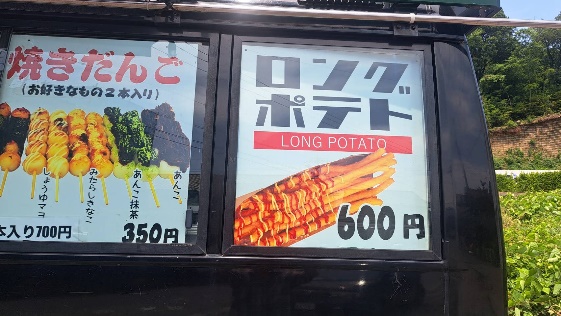 焼きだんご
(お好きなもの2本入り)
しょうゆマヨ
みたらしきなこ
あんこ抹茶
あんこ
本入り700円
350円
ロング
ポテト
LONG POTATO
600円